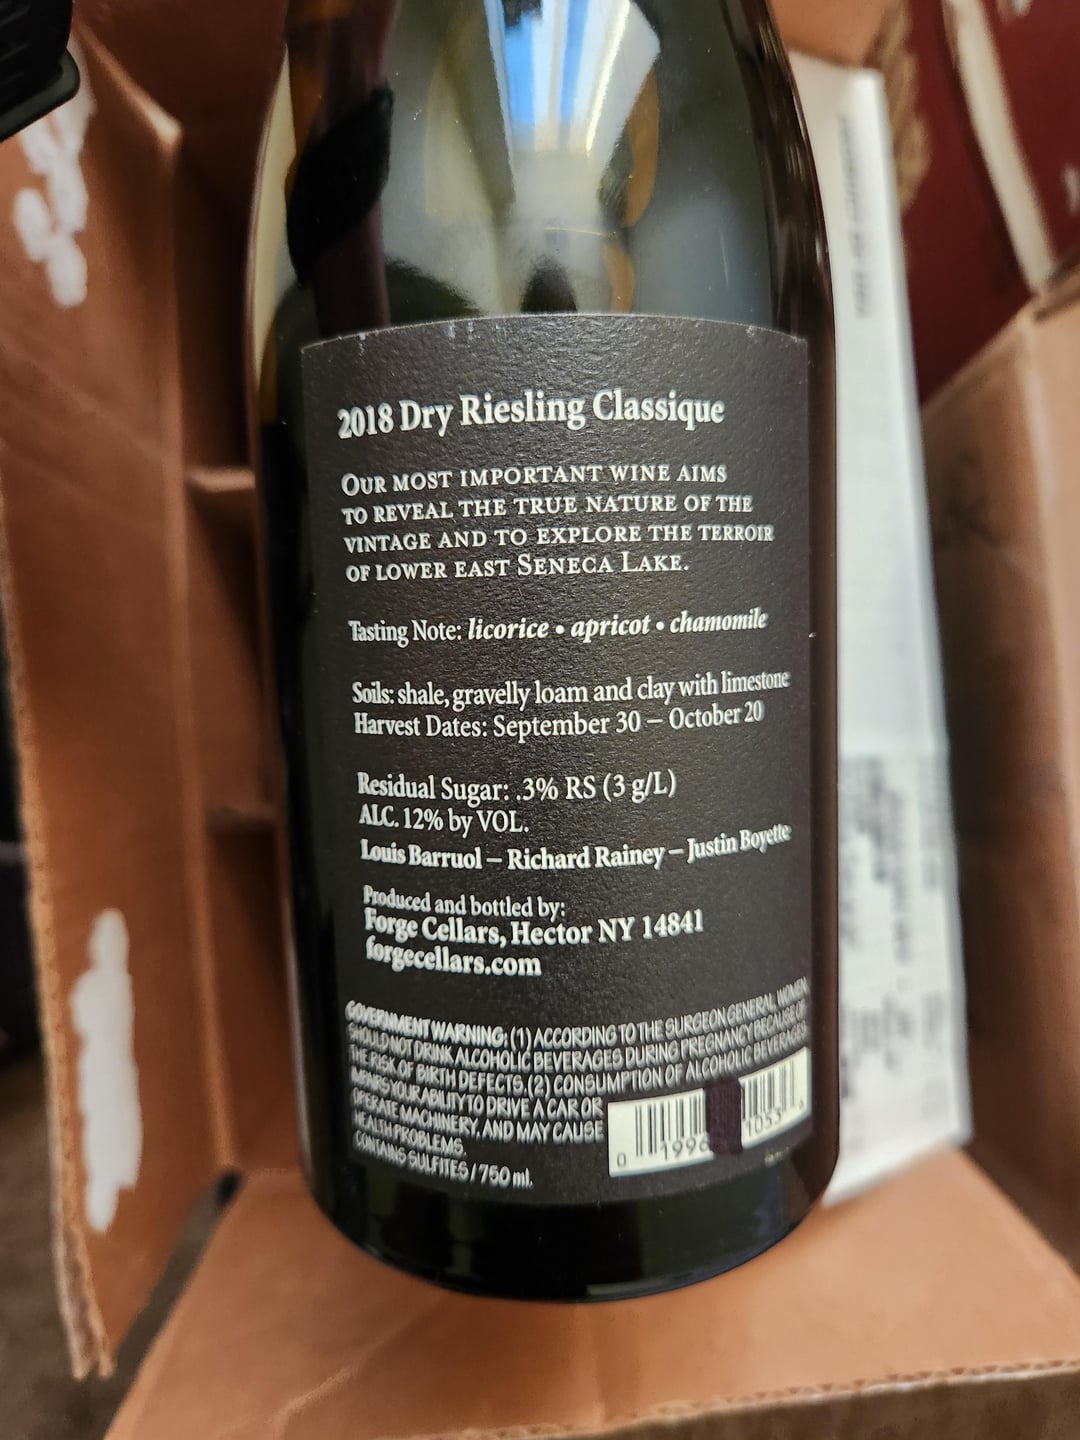 2018 Dry Riesling Classique
OUR MOST IMPORTANT WINE AIMS
TO REVEAL THE TRUE NATURE OF THE
VINTAGE AND TO EXPLORE THE TERROIR
OF LOWER EAST SENECA LAKE.
Tasting Note: licorice • apricot • chamomile
Soils: shale, gravelly loam and clay with limestone
Harvest Dates: September 30 – October 20
Residual Sugar: .3% RS (3 g/L)
ALC. 12% by VOL.
Louis Barruol – Richard Rainey – Justin Boyette
Produced and bottled by:
Forge Cellars, Hector NY 14841
forgecellars.com
GOVERNMENT WARNING: (1) ACCORDING TO THE SURGEON GENERAL, WOMEN
SHOULD NOT DRINK ALCOHOLIC BEVERAGES DURING PREGNANCY BECAUSE OF
THE RISK OF BIRTH DEFECTS. (2) CONSUMPTION OF ALCOHOLIC BEVERAGES
IMPAIRS YOUR ABILITY TO DRIVE A CAR OR
OPERATE MACHINERY, AND MAY CAUSE
HEALTH PROBLEMS.
CONTAINS SULFITES / 750 ml.
0 1996 1053